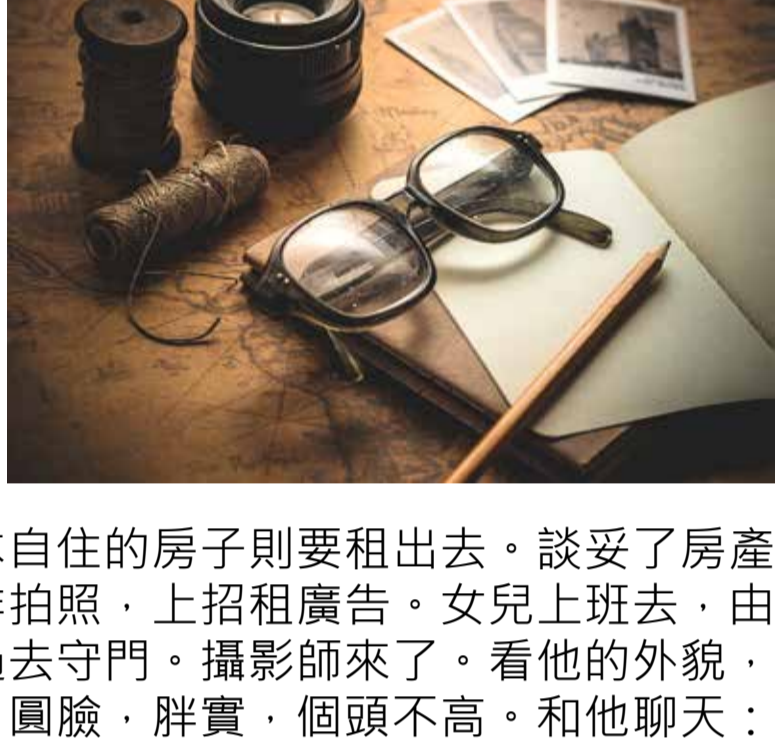 自住的房子則要租出去。談妥了房產
拍照，上招租廣告。女兒上班去，由
去守門。攝影師來了。看他的外貌，
圓臉，胖實，個頭不高。和他聊天：